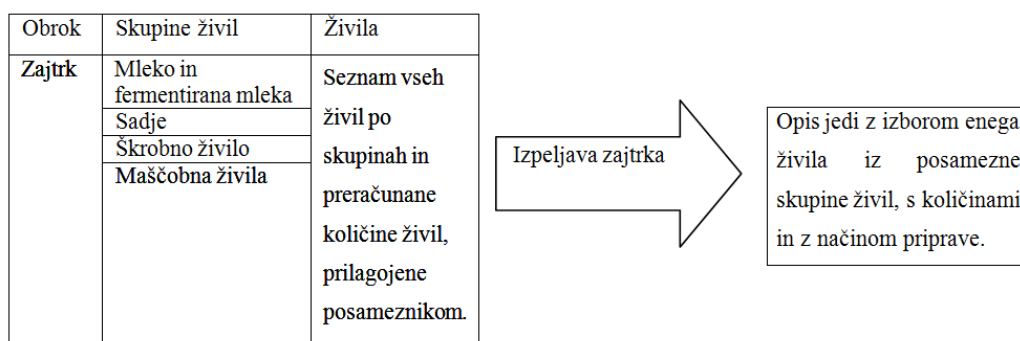 Obrok
Skupine živil
Živila
Zajtrk
Mleko in
fermentirana mleka
Sadje
Škrobno živilo
Maščobna živila
Seznam vseh
živil po
skupinah in
preračunane
količine živil,
prilagojene
posameznikom.
Izpeljava zajtrka
Opis jedi z izborom enega
živila iz posamezne
skupine živil, s količinami
in z načinom priprave.